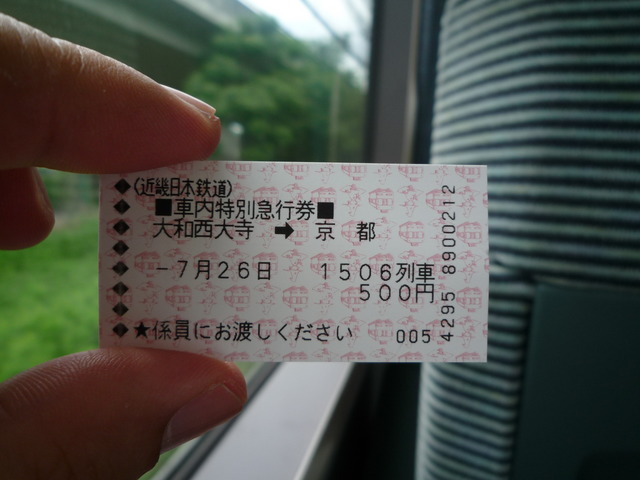 (近畿日本鉄道)
■車内特別急行券■
大和西大寺 ➡ 京都
-7月26日 1506列車
500円
★係員にお渡しください 005
4295 8900212